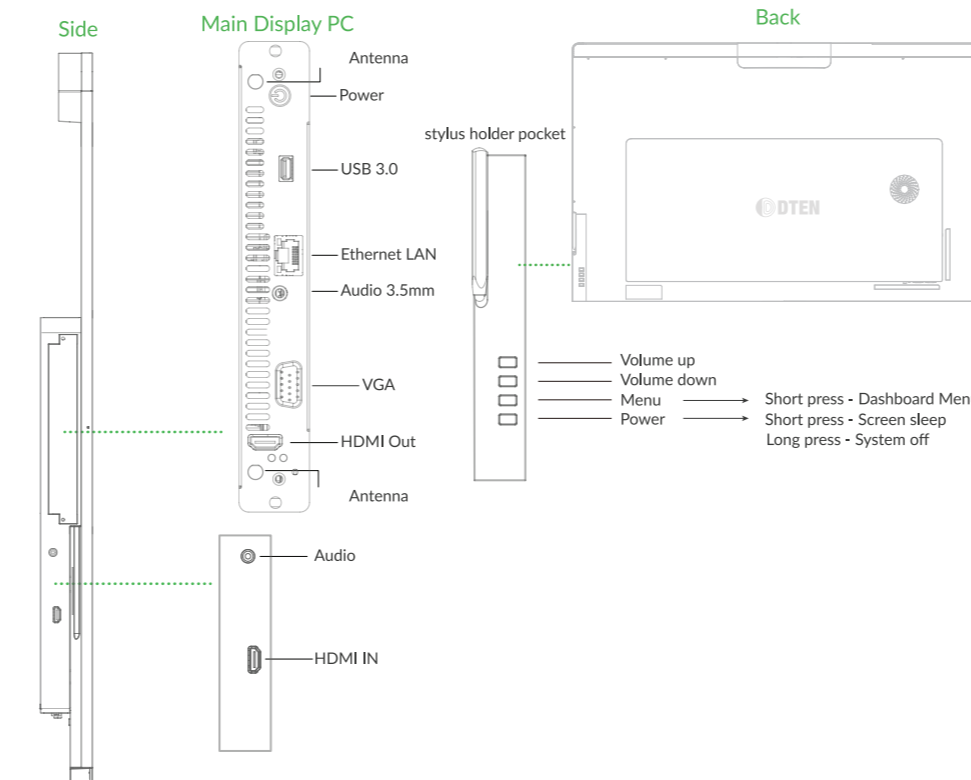 Side
Main Display PC
Back
Antenna
Power
USB 3.0
Ethernet LAN
Audio 3.5mm
VGA
HDMI Out
Antenna
Audio
HDMI IN
stylus holder pocket
DTEN
Volume up
Volume down
Menu
Short press - Dashboard Men
Power
Short press - Screen sleep
Long press - System off